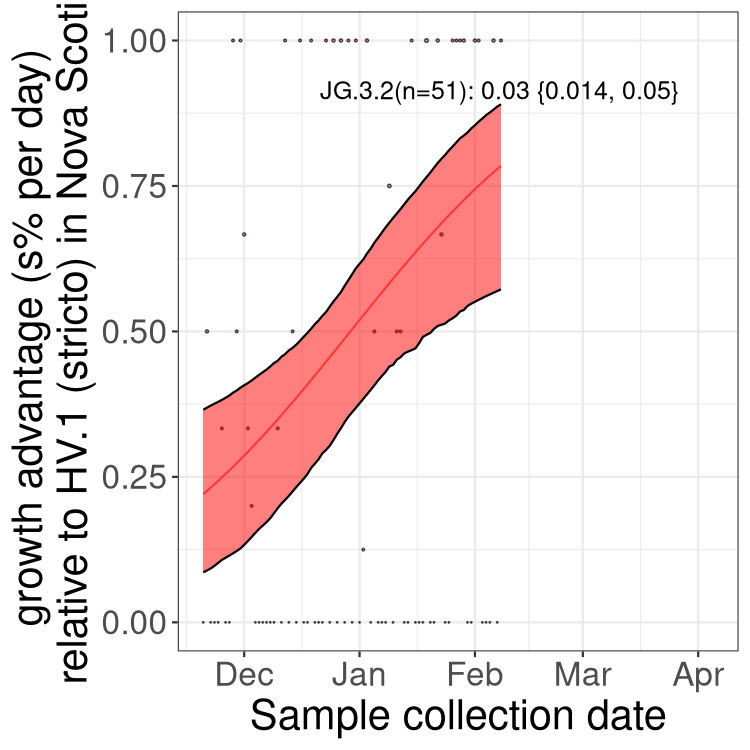 growth advantage (s% per day)
relative to HV.1 (stricto) in Nova Scoti
1.00
0.75
0.50
0.25
0.00
JG.3.2(n=51): 0.03 {0.014, 0.05}
Dec Jan Feb Mar Apr
Sample collection date